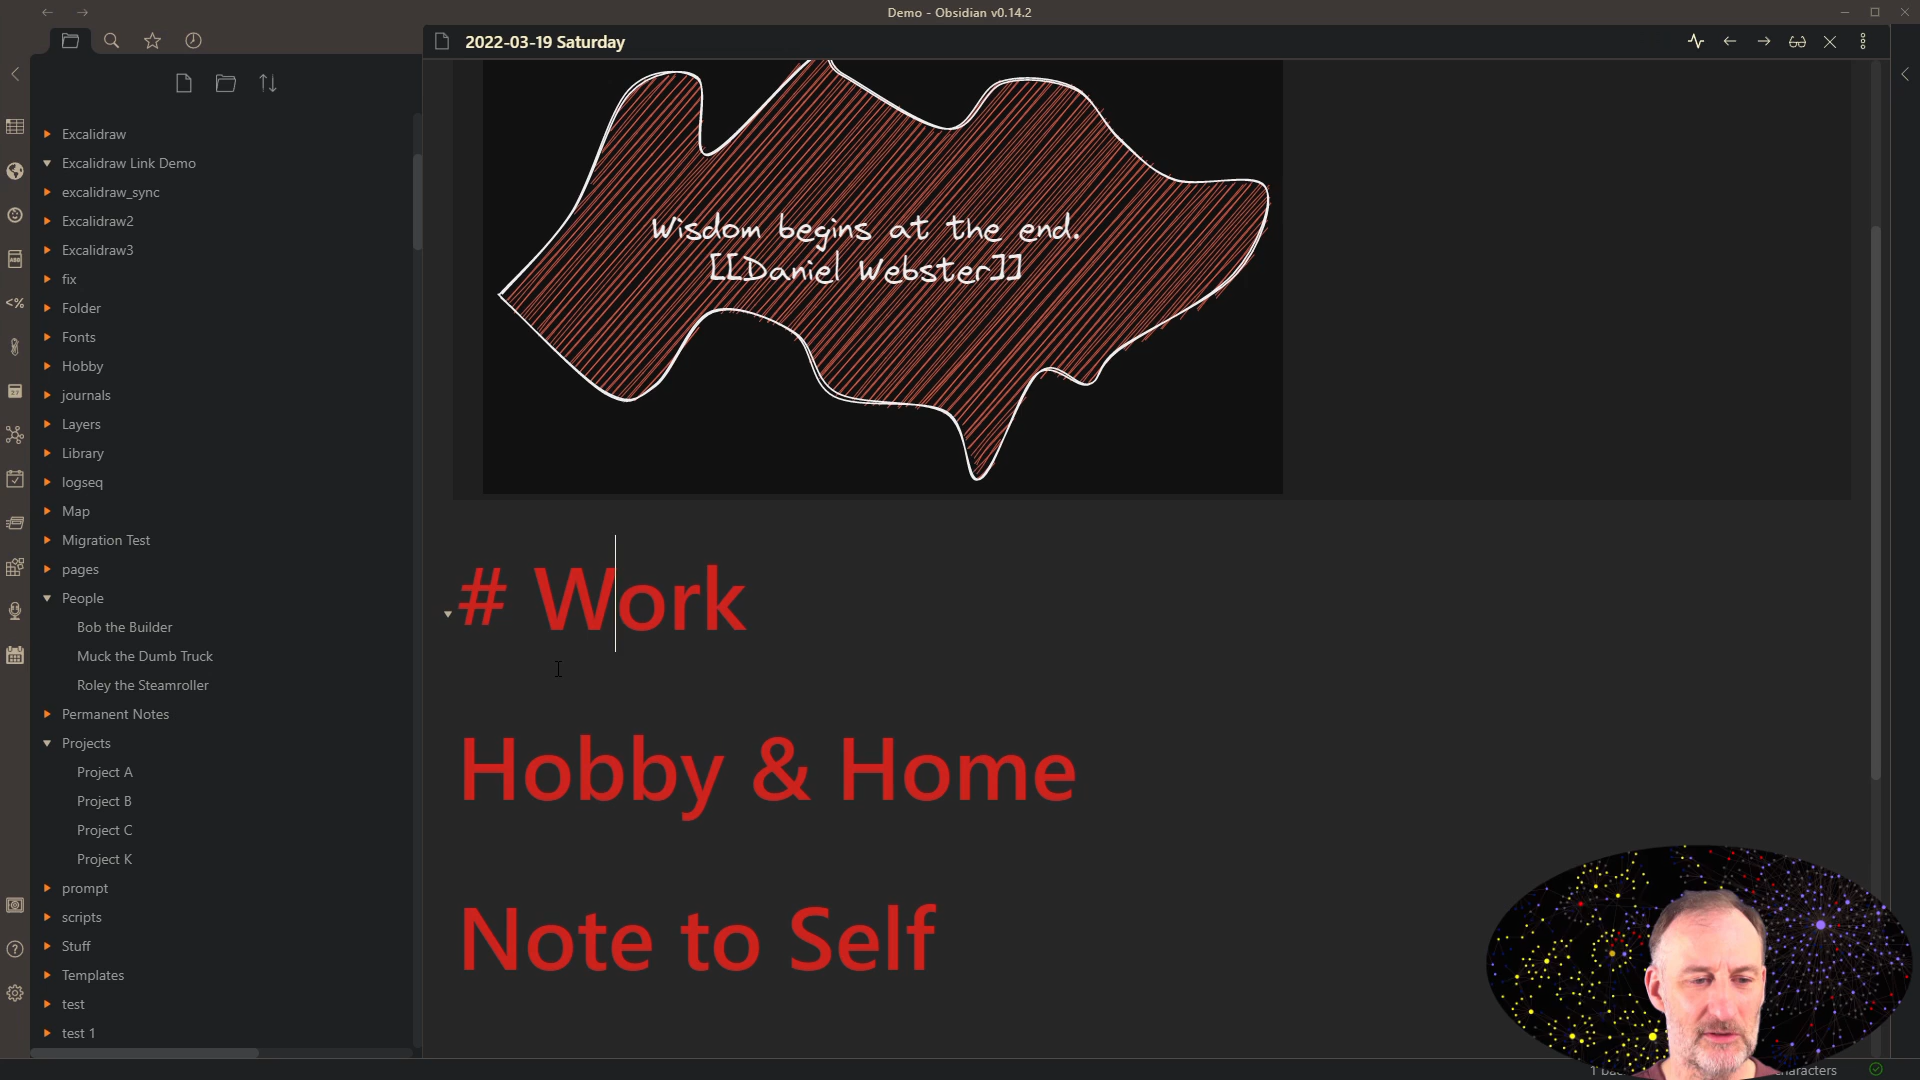 Demo - Obsidian v0.14.2
2022-03-19 Saturday
Excalidraw
Excalidraw Link Demo
excalidraw_sync
Excalidraw2
Excalidraw3
fix
Folder
Fonts
Hobby
journals
Layers
Library
logseq
Map
Migration Test
pages
People
Bob the Builder
Muck the Dumb Truck
Roley the Steamroller
Permanent Notes
Projects
Project A
Project B
Project C
Project K
prompt
scripts
Stuff
Templates
test
test 1
Wisdom begins at the end.
[[Daniel Webster]]
# Work
Hobby & Home
Note to Self